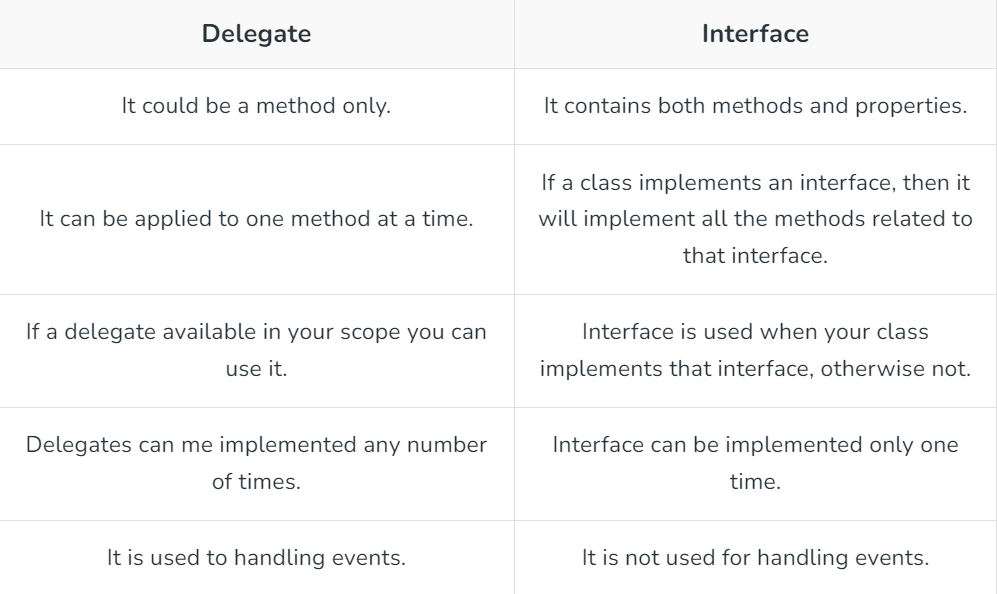 Delegate
Interface
It could be a method only.
It contains both methods and properties.
It can be applied to one method at a time.
If a class implements an interface, then it
will implement all the methods related to
that interface.
If a delegate available in your scope you can
use it.
Interface is used when your class
implements that interface, otherwise not.
Delegates can me implemented any number
of times.
Interface can be implemented only one
time.
It is used to handling events.
It is not used for handling events.